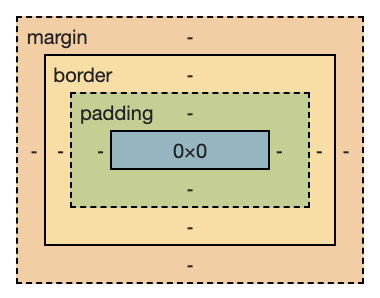 margin -
border -
padding -
- - - 0×0 - - -
-
-
-